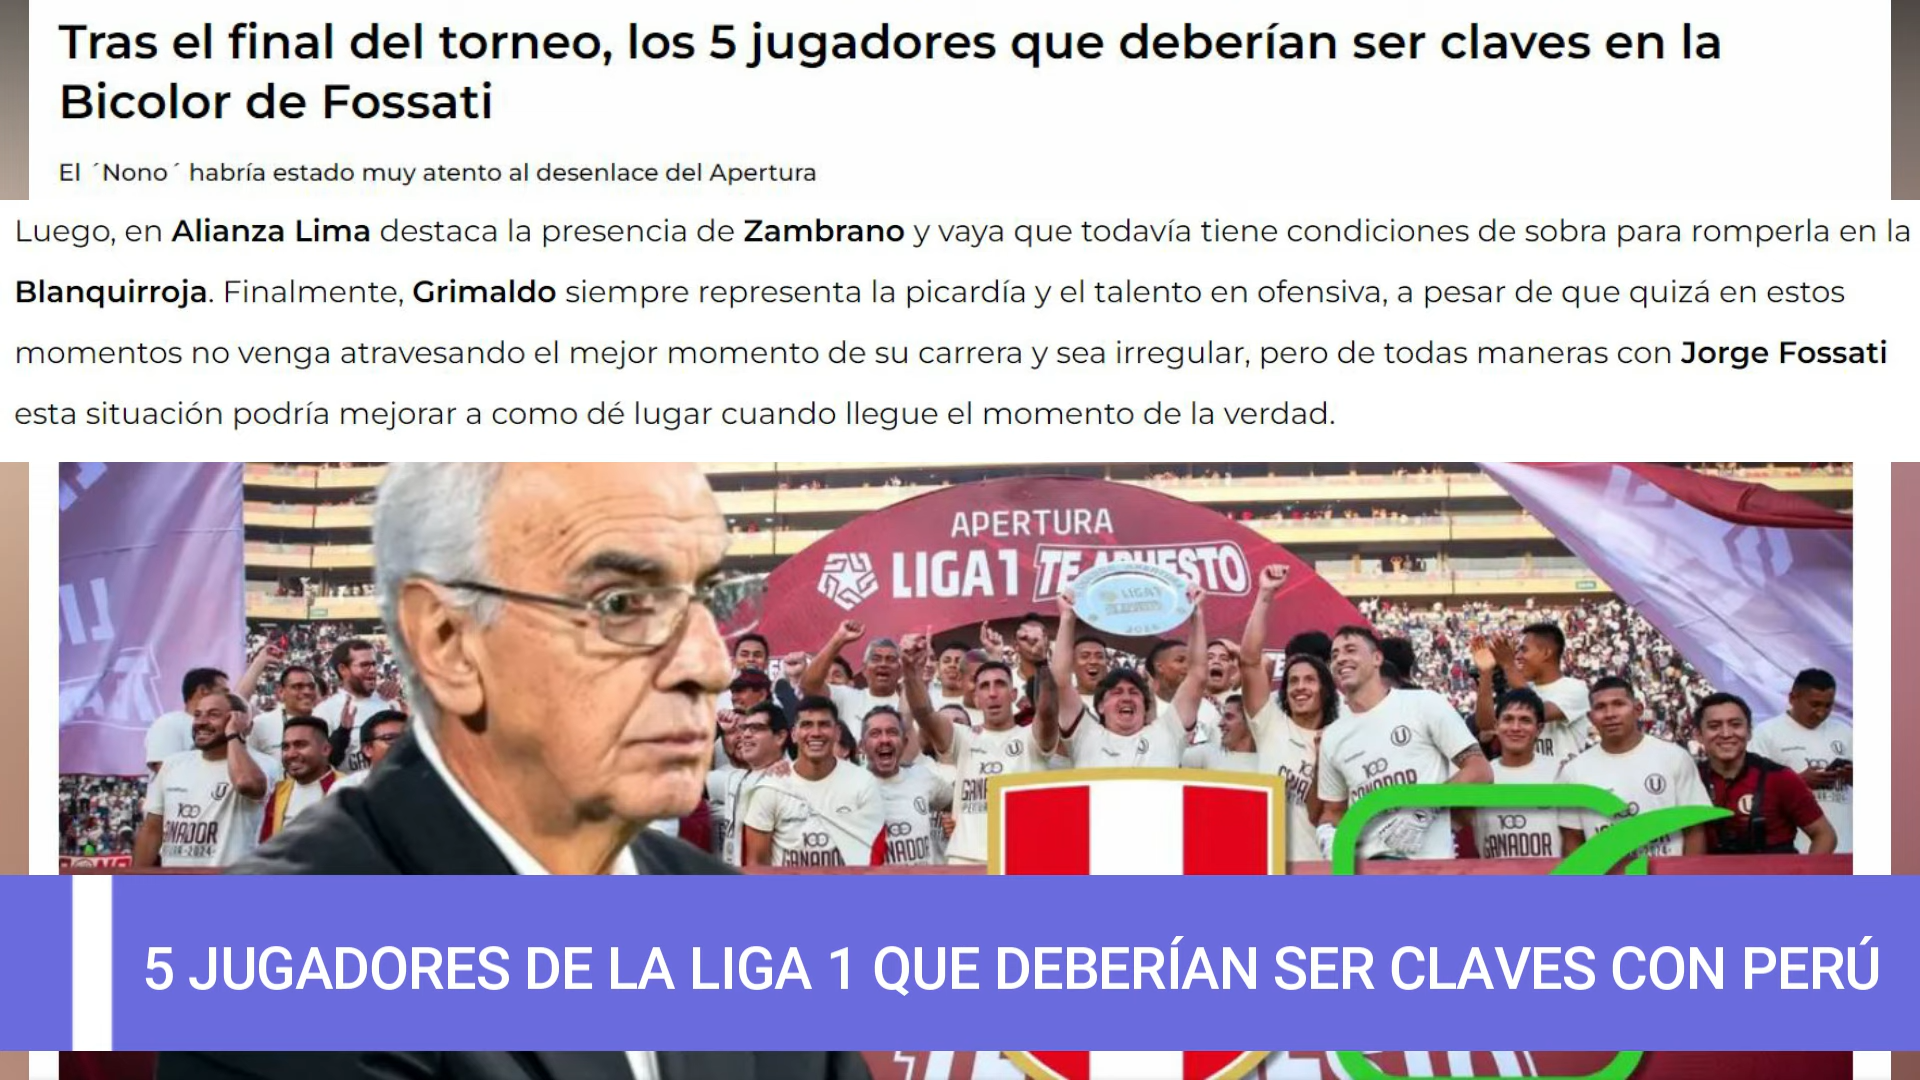 Tras el final del torneo, los 5 jugadores que deberían ser claves en la
Bicolor de Fossati
El ´Nono´ habría estado muy atento al desenlace del Apertura
Luego, en Alianza Lima destaca la presencia de Zambrano y vaya que todavía tiene condiciones de sobra para romperla en la
Blanquirroja. Finalmente, Grimaldo siempre representa la picardía y el talento en ofensiva, a pesar de que quizá en estos
momentos no venga atravesando el mejor momento de su carrera y sea irregular, pero de todas maneras con Jorge Fossati
esta situación podría mejorar a como dé lugar cuando llegue el momento de la verdad.
APERTURA
LIGA1 TE APUESTO
5 JUGADORES DE LA LIGA 1 QUE DEBERÍAN SER CLAVES CON PERÚ